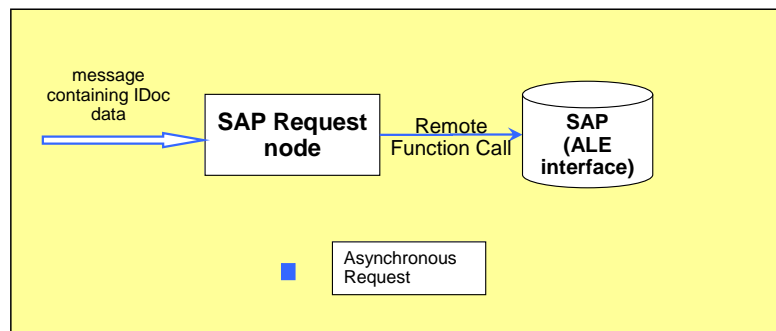 message
containing IDoc
data
SAP Request
node
Remote
Function Call
SAP
(ALE
interface)
Asynchronous
Request